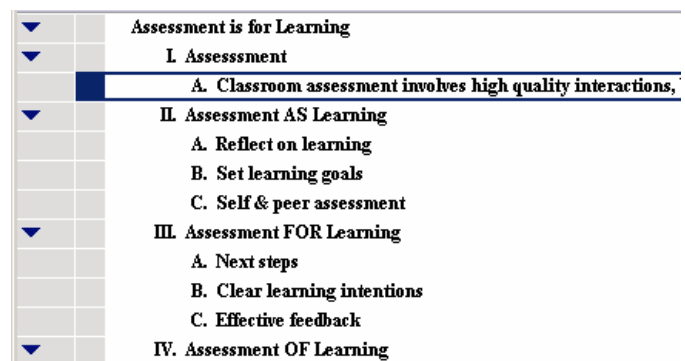 Assessment is for Learning
I. Assesssment
A. Classroom assessment involves high quality interactions,
II. Assessment AS Learning
A. Reflect on learning
B. Set learning goals
C. Self & peer assessment
III. Assessment FOR Learning
A. Next steps
B. Clear learning intentions
C. Effective feedback
IV. Assessment OF Learning